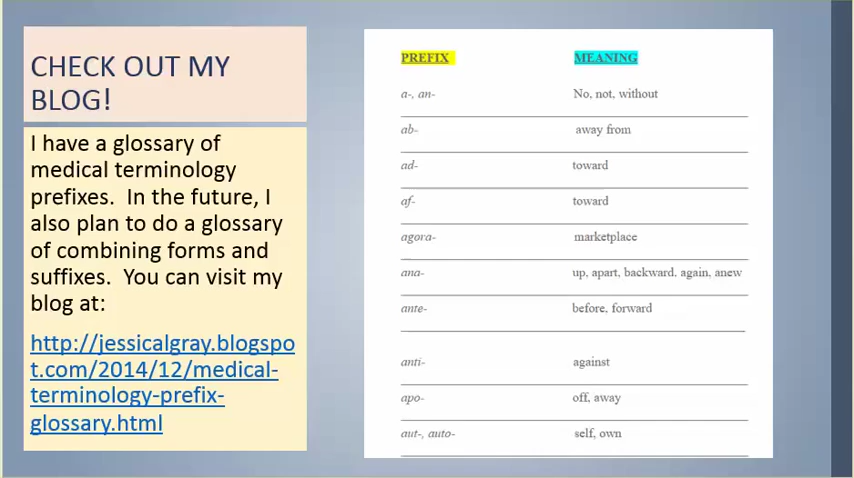 CHECK OUT MY
BLOG!
I have a glossary of
medical terminology
prefixes.  In the future, I
also plan to do a glossary
of combining forms and
suffixes.  You can visit my
blog at:
http://jessicalgray.blogspo
t.com/2014/12/medical-
terminology-prefix-
glossary.html
PREFIX MEANING
a-, an- No, not, without
ab- away from
ad- toward
af- toward
agora- marketplace
ana- up, apart, backward, again, anew
ante- before, forward
anti- against
apo- off, away
aut-, auto- self, own